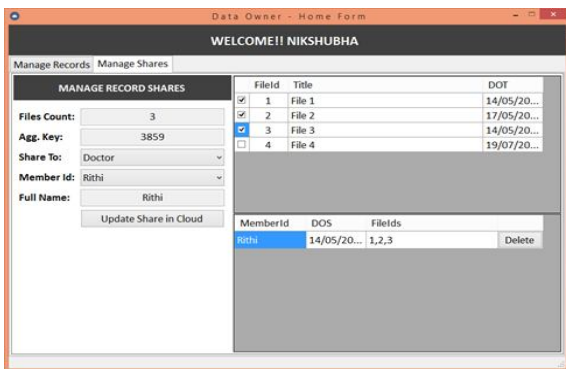 Data Owner - Home Form
WELCOME!! NIKSHUBHA
Manage Records Manage Shares
MANAGE RECORD SHARES
Files Count: 3
Agg. Key: 3859
Share To: Doctor
Member Id: Rithi
Full Name: Rithi
Update Share in Cloud
FileId Title DOT
1 File 1 14/05/20...
2 File 2 17/05/20...
3 File 3 14/05/20...
4 File 4 19/07/20...
MemberId DOS FileIds
Rithi 14/05/20... 1,2,3 Delete